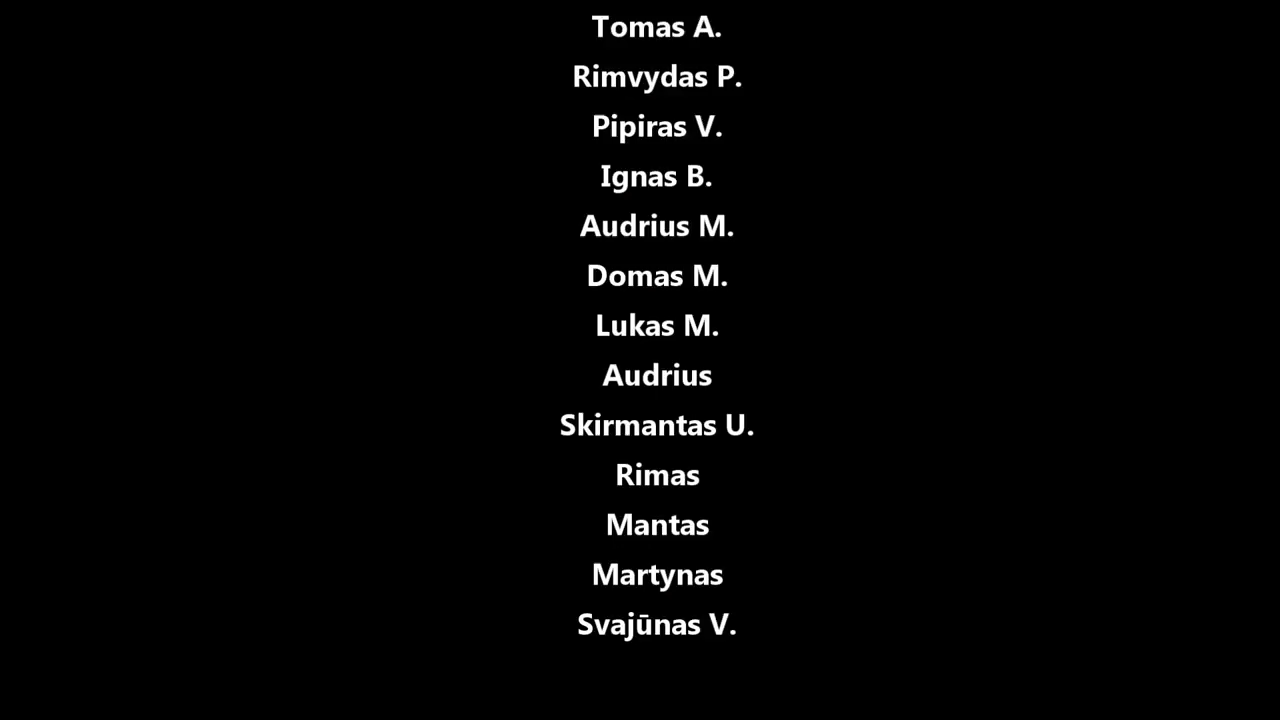 Tomas A.
Rimvydas P.
Pipiras V.
Ignas B.
Audrius M.
Domas M.
Lukas M.
Audrius
Skirmantas U.
Rimas
Mantas
Martynas
Svajūnas V.